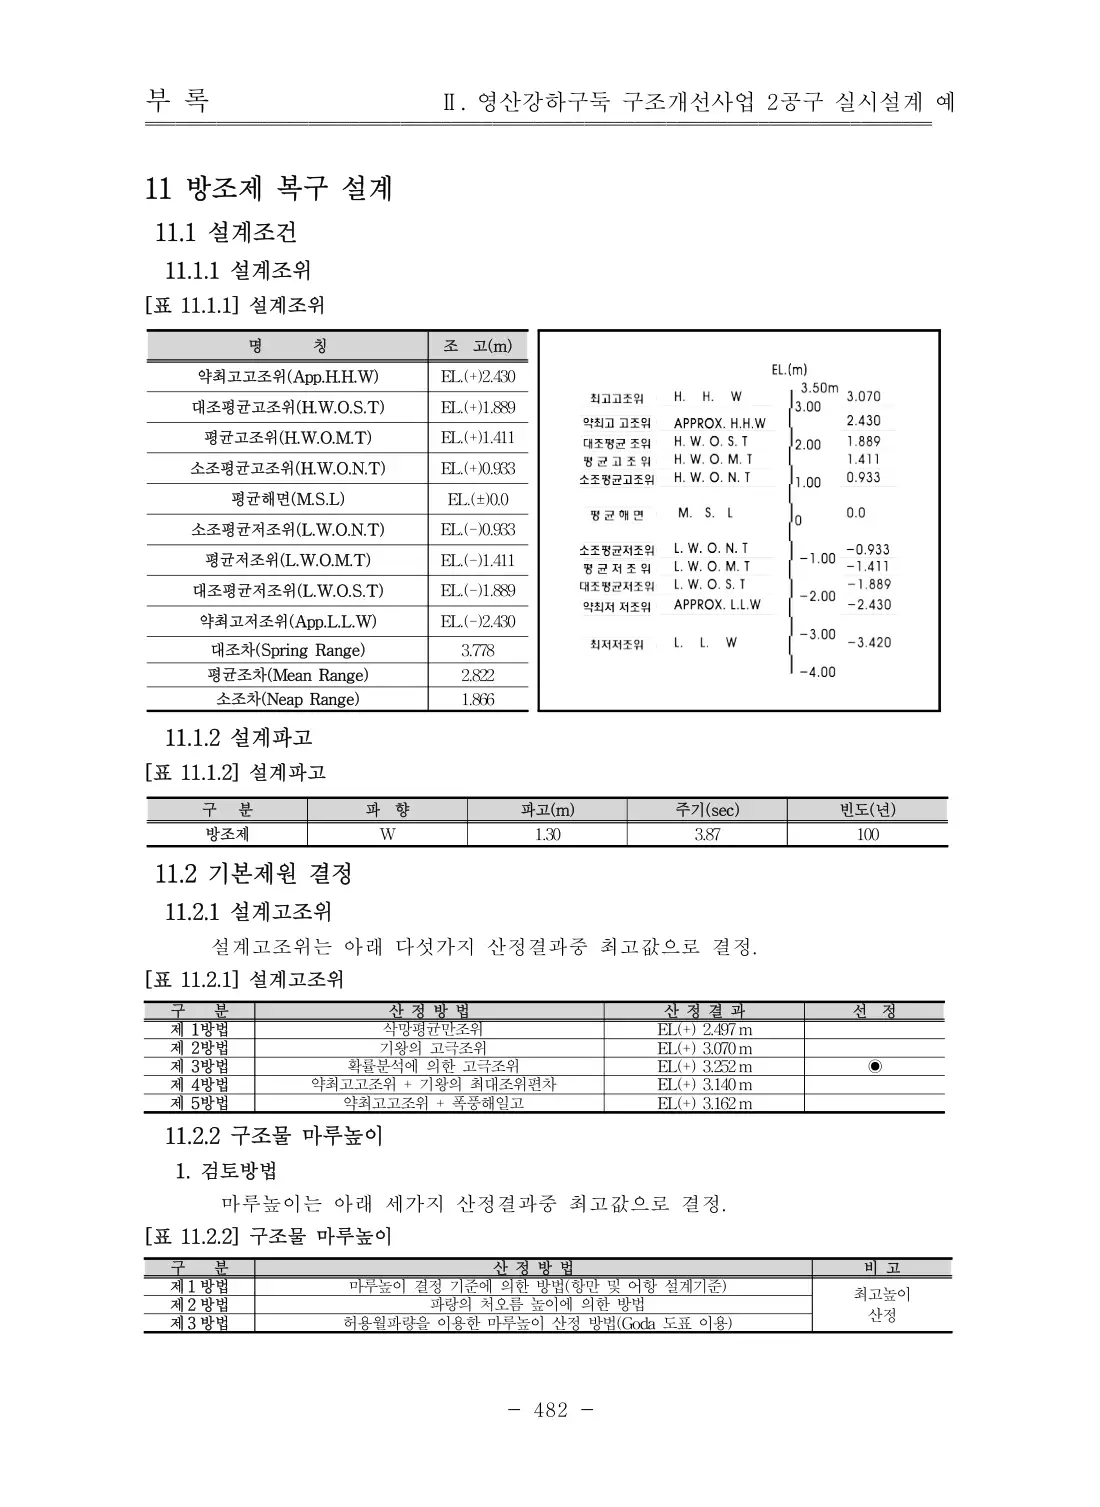 부 록 Ⅱ. 영산강하구둑 구조개선사업 2공구 실시설계 예
11 방조제 복구 설계
11.1 설계조건
11.1.1 설계조위
[표 11.1.1] 설계조위
명 칭 조 고(m)
약최고고조위(App.H.H.W) EL.(+)2.430
대조평균고조위(H.W.O.S.T) EL.(+)1.889
평균고조위(H.W.O.M.T) EL.(+)1.411
소조평균고조위(H.W.O.N.T) EL.(+)0.933
평균해면(M.S.L) EL.(±)0.0
소조평균저조위(L.W.O.N.T) EL.(-)0.933
평균저조위(L.W.O.M.T) EL.(-)1.411
대조평균저조위(L.W.O.S.T) EL.(-)1.889
약최고저조위(App.L.L.W) EL.(-)2.430
대조차(Spring Range) 3.778
평균조차(Mean Range) 2.822
소조차(Neap Range) 1.866
EL.(m)
3.50m
최고고조위 H. H. W 3.070
3.00
약최고 고조위 APPROX. H.H.W 2.430
대조평균 조위 H. W. O. S. T 2.00 1.889
평 균 고 조 위 H. W. O. M. T 1.411
소조평균고조위 H. W. O. N. T 1.00 0.933
평 균 해 면 M. S. L 0 0.0
소조평균저조위 L. W. O. N. T -1.00 -0.933
평 균 저 조 위 L. W. O. M. T -1.411
대조평균저조위 L. W. O. S. T -1.889
약최저 저조위 APPROX. L.L.W -2.00 -2.430
최저저조위 L. L. W -3.00 -3.420
-4.00
11.1.2 설계파고
[표 11.1.2] 설계파고
구 분 파 향 파고(m) 주기(sec) 빈도(년)
방조제 W 1.30 3.87 100
11.2 기본제원 결정
11.2.1 설계고조위
설계고조위는 아래 다섯가지 산정결과중 최고값으로 결정.
[표 11.2.1] 설계고조위
구 분 산 정 방 법 산 정 결 과 선 정
제 1방법 삭망평균만조위 EL(+) 2.497 m
제 2방법 기왕의 고극조위 EL(+) 3.070 m
제 3방법 확률분석에 의한 고극조위 EL(+) 3.252 m ◉
제 4방법 약최고고조위 + 기왕의 최대조위편차 EL(+) 3.140 m
제 5방법 약최고고조위 + 폭풍해일고 EL(+) 3.162 m
11.2.2 구조물 마루높이
1. 검토방법
마루높이는 아래 세가지 산정결과중 최고값으로 결정.
[표 11.2.2] 구조물 마루높이
구 분 산 정 방 법 비 고
제 1 방법 마루높이 결정 기준에 의한 방법(항만 및 어항 설계기준) 최고높이
제 2 방법 파랑의 처오름 높이에 의한 방법 산정
제 3 방법 허용월파량을 이용한 마루높이 산정 방법(Goda 도표 이용)
- 482 -